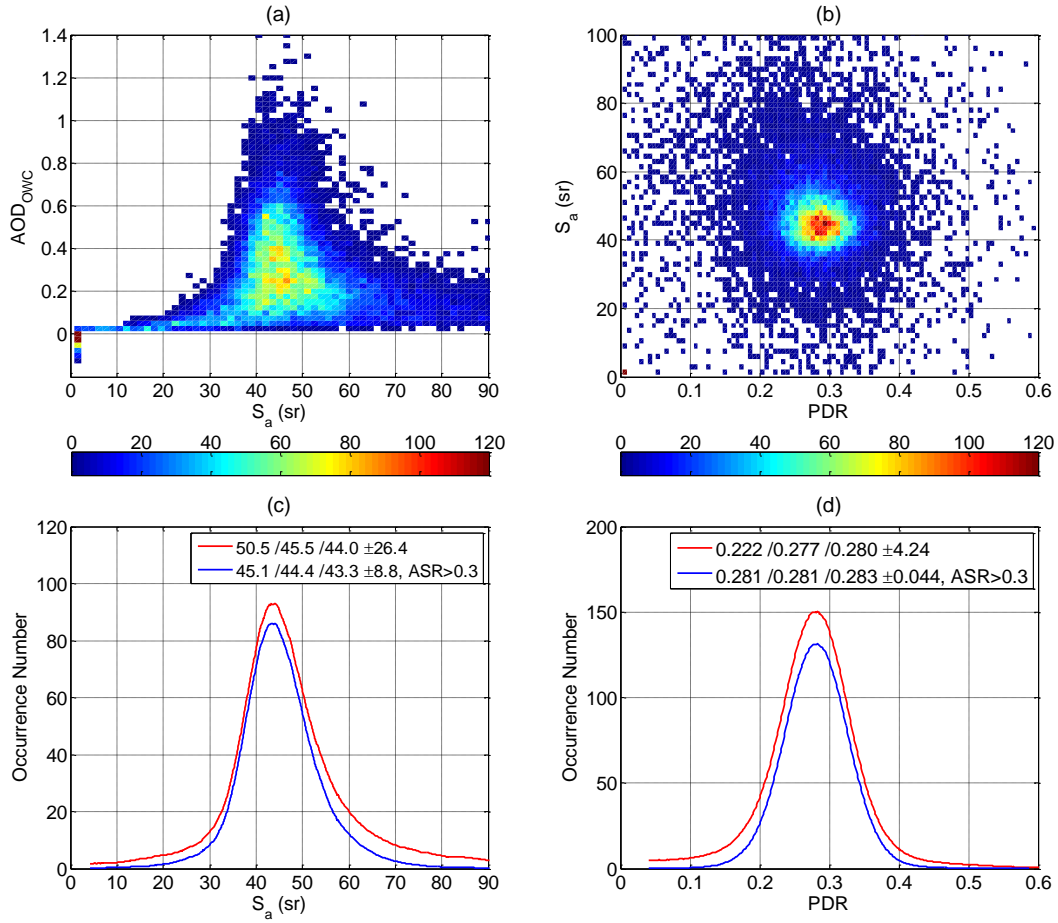 (a)
1.4
1.2
1
0.8
0.6
0.4
0.2
0
AOD_OWC
0 10 20 30 40 50 60 70 80 90
S_a (sr)
(b)
100
80
60
40
20
0
S_a (sr)
0 0.1 0.2 0.3 0.4 0.5 0.6
PDR
0 20 40 60 80 100 120
0 20 40 60 80 100 120
(c)
120
100
80
60
40
20
0
Occurrence Number
50.5 /45.5 /44.0 ±26.4
45.1 /44.4 /43.3 ±8.8, ASR>0.3
0 10 20 30 40 50 60 70 80 90
S_a (sr)
(d)
200
150
100
50
0
Occurrence Number
0.222 /0.277 /0.280 ±4.24
0.281 /0.281 /0.283 ±0.044, ASR>0.3
0 0.1 0.2 0.3 0.4 0.5 0.6
PDR